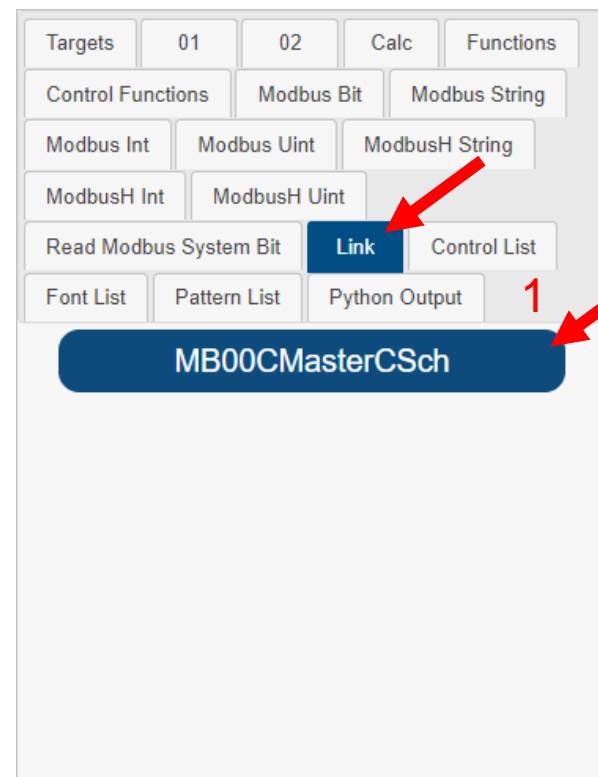 Targets 01 02 Calc Functions
Control Functions Modbus Bit Modbus String
Modbus Int Modbus Uint ModbusH String
ModbusH Int ModbusH Uint
Read Modbus System Bit Link Control List
Font List Pattern List Python Output 1
MB00CMasterCSch